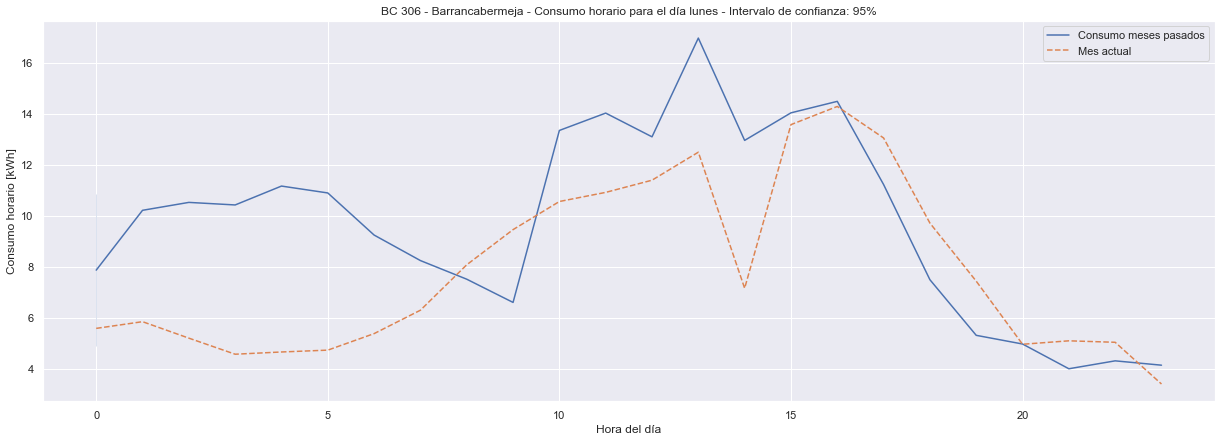 BC 306 - Barrancabermeja - Consumo horario para el día lunes - Intervalo de confianza: 95%
Consumo meses pasados
Mes actual
Consumo horario [kWh]
16
14
12
10
8
6
4
0 5 10 15 20
Hora del día